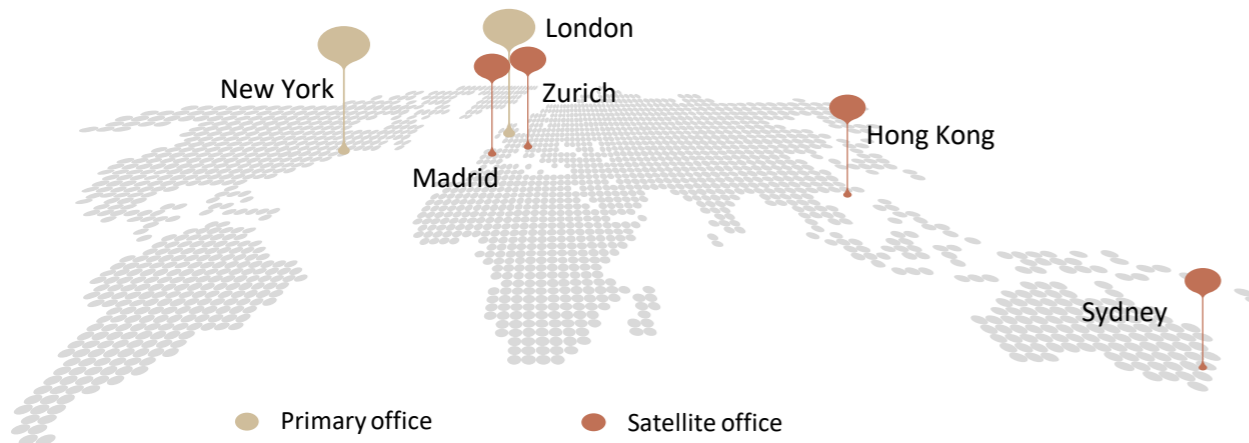 London
New York
Zurich
Hong Kong
Madrid
Sydney
Primary office
Satellite office